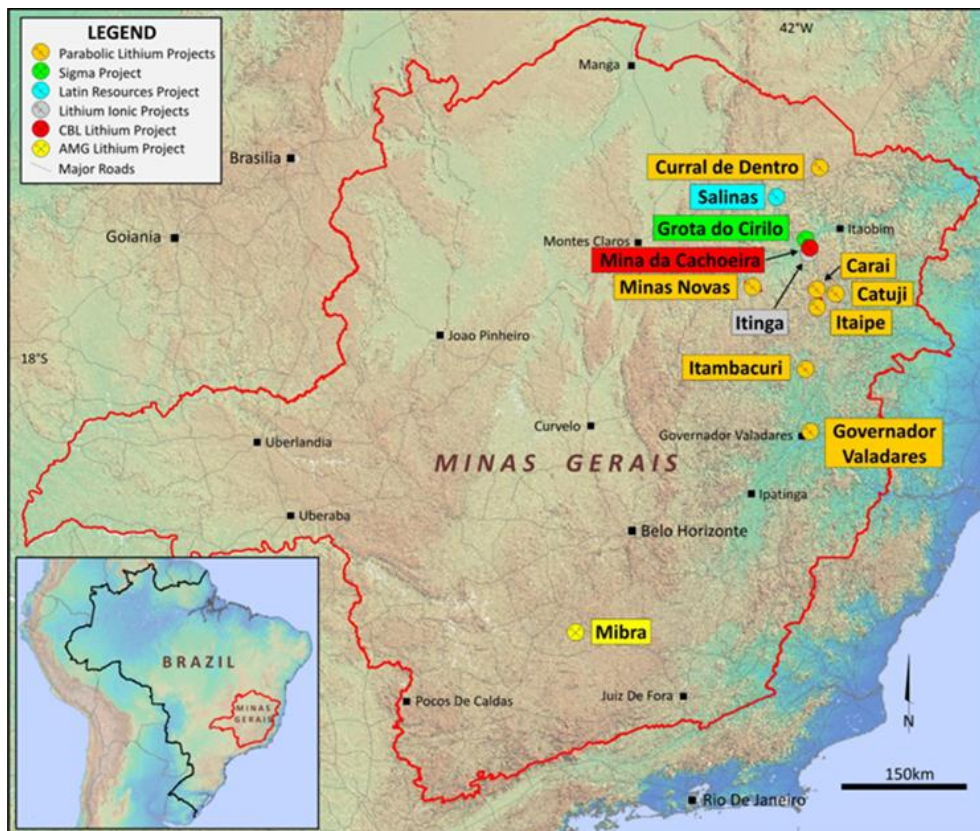 LEGEND
Parabolic Lithium Projects
Sigma Project
Latin Resources Project
Lithium Ionic Projects
CBL Lithium Project
AMG Lithium Project
Major Roads
42°W
Manga
Brasilia
Curral de Dentro
Salinas
Goiania
Grota do Cirilo
Itaobim
Montes Claros
Mina da Cachoeira
Carai
Minas Novas
Catuji
Itinga
Itaipe
18°S
Joao Pinheiro
Itambacuri
Curvelo
Governador Valadares
Governador
Valadares
Uberlandia
MINAS GERAIS
Ipatinga
Uberaba
Belo Horizonte
Mibra
BRAZIL
MINAS
GERAIS
Pocos De Caldas
Juiz De Fora
N
150km
Rio De Janeiro